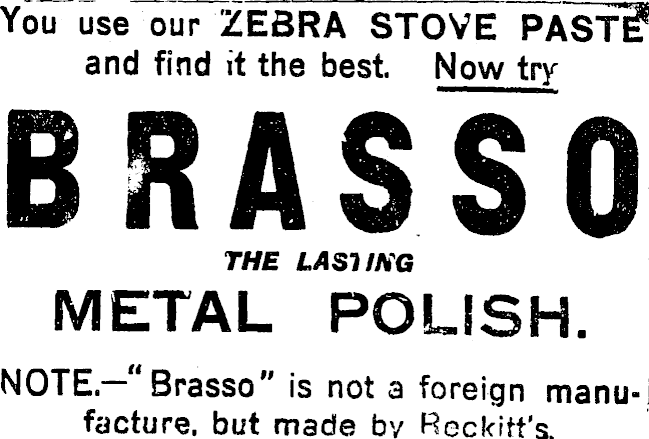 You use our "ZEBRA STOVE PASTE"
and find it the best. Now try
BRASSO
THE LASTING
METAL POLISH.
NOTE.—"Brasso" is not a foreign manu-
facture, but made by Reckitt's.